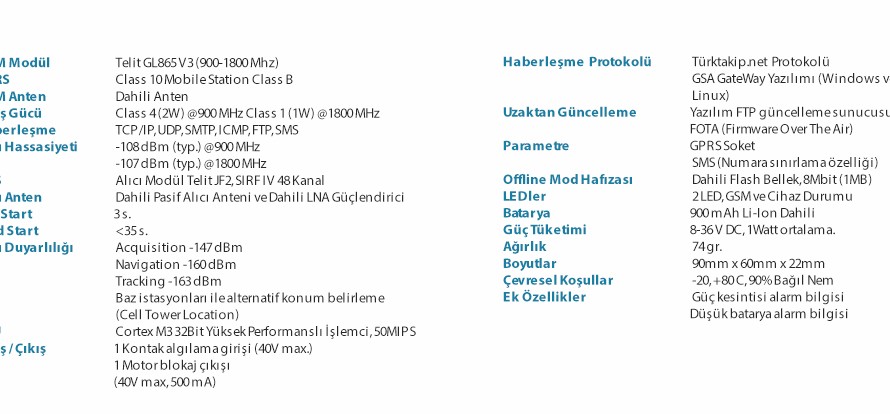 M Modül Telit GL865 V3 (900-1800 Mhz)
RS Class 10 Mobile Station Class B
M Anten Dahili Anten
ş Gücü Class 4 (2W) @900 MHz Class 1 (1W) @1800 MHz
berleşme TCP/IP, UDP, SMTP, ICMP, FTP, SMS
ı Hassasiyeti -108 dBm (typ.) @900 MHz
-107 dBm (typ.) @1800 MHz
Alıcı Modül Telit JF2, SIRF IV 48 Kanal
ı Anten Dahili Pasif Alıcı Anteni ve Dahili LNA Güçlendirici
Start 3 s.
d Start <35 s.
ı Duyarlılığı Acquisition -147 dBm
Navigation -160 dBm
Tracking -163 dBm
Baz istasyonları ile alternatif konum belirleme
(Cell Tower Location)
Cortex M3 32Bit Yüksek Performanslı İşlemci, 50MIPS
ş / Çıkış 1 Kontak algılama girişi (40V max.)
1 Motor blokaj çıkışı
(40V max, 500 mA)
Haberleşme Protokolü Türktakip.net Protokolü
GSA GateWay Yazılımı (Windows v
Linux)
Uzaktan Güncelleme Yazılım FTP güncelleme sunucusu
FOTA (Firmware Over The Air)
Parametre GPRS Soket
SMS (Numara sınırlama özelliği)
Offline Mod Hafızası Dahili Flash Bellek, 8Mbit (1MB)
LEDler 2 LED, GSM ve Cihaz Durumu
Batarya 900 mAh Li-Ion Dahili
Güç Tüketimi 8-36 V DC, 1Watt ortalama.
Ağırlık 74 gr.
Boyutlar 90mm x 60mm x 22mm
Çevresel Koşullar -20, +80 C, 90% Bağıl Nem
Ek Özellikler Güç kesintisi alarm bilgisi
Düşük batarya alarm bilgisi